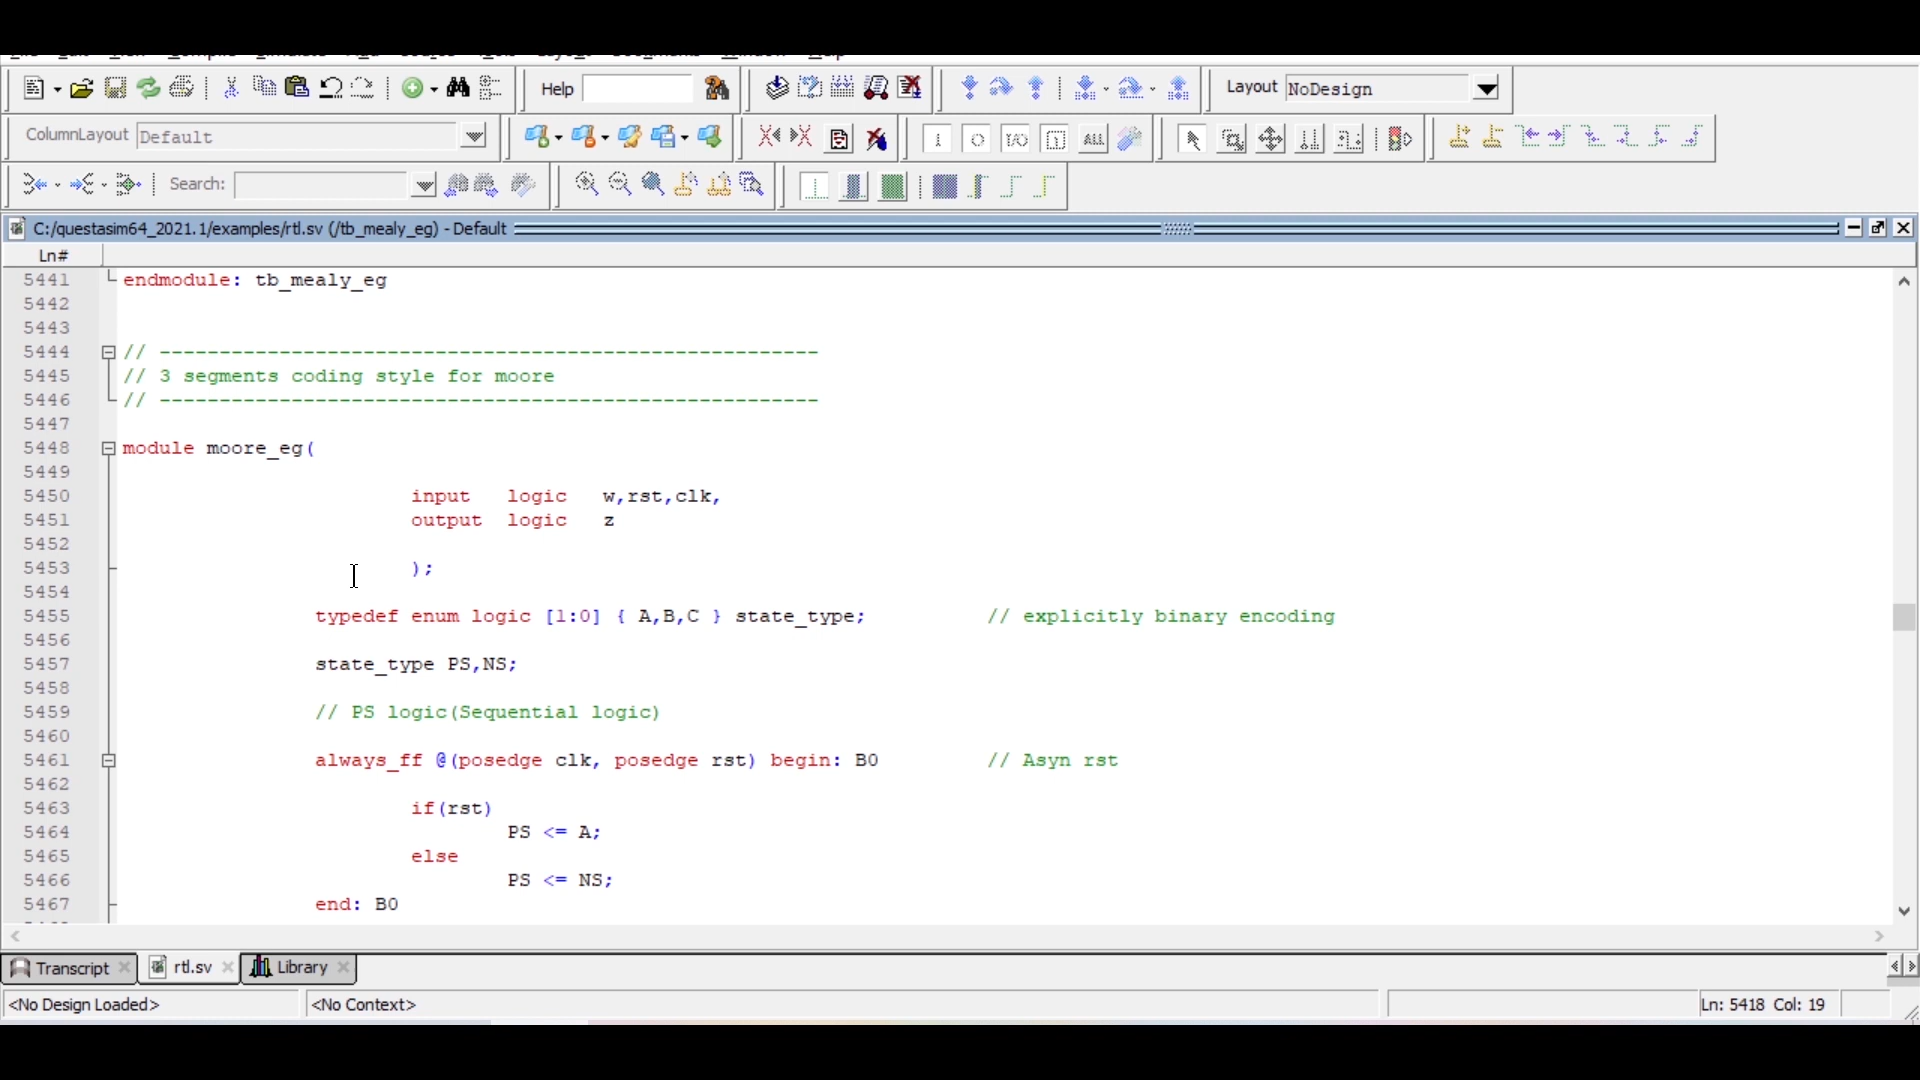 Help
Layout NoDesign
ColumnLayout Default
Search:
C:/questasim64_2021.1/examples/rtl.sv (/tb_mealy_eg) - Default
Ln#
5441 endmodule: tb_mealy_eg
5442
5443
5444 // -------------------------------------------------------
5445 // 3 segments coding style for moore
5446 // -------------------------------------------------------
5447
5448 module moore_eg(
5449
5450 input logic w,rst,clk,
5451 output logic z
5452
5453 );
5454
5455 typedef enum logic [1:0] { A,B,C } state_type; // explicitly binary encoding
5456
5457 state_type PS,NS;
5458
5459 // PS logic(Sequential logic)
5460
5461 always_ff @(posedge clk, posedge rst) begin: B0 // Asyn rst
5462
5463 if(rst)
5464 PS <= A;
5465 else
5466 PS <= NS;
5467 end: B0
Transcript rtl.sv Library
<No Design Loaded> <No Context> Ln: 5418 Col: 19